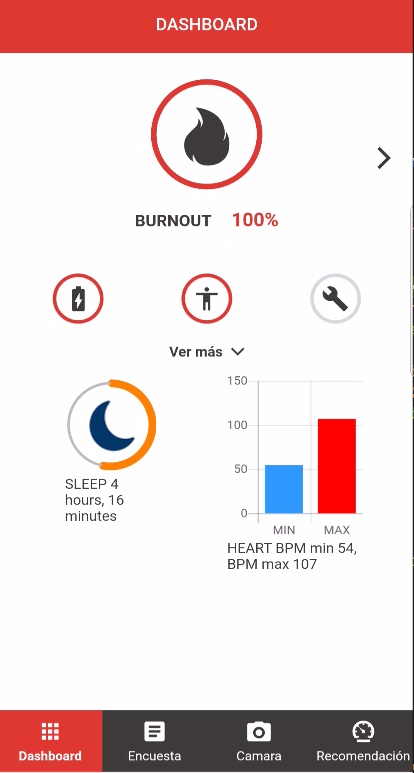 DASHBOARD
BURNOUT 100%
Ver más
SLEEP 4
hours, 16
minutes
150
100
50
0
MIN MAX
HEART BPM min 54,
BPM max 107
Dashboard Encuesta Camara Recomendación